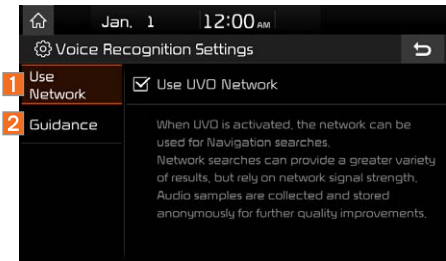 Jan. 1 12:00 AM
Voice Recognition Settings
1 Use
Network
Use UVO Network
2 Guidance
When UVO is activated, the network can be
used for Navigation searches.
Network searches can provide a greater variety
of results, but rely on network signal strength.
Audio samples are collected and stored
anonymously for further quality improvements.